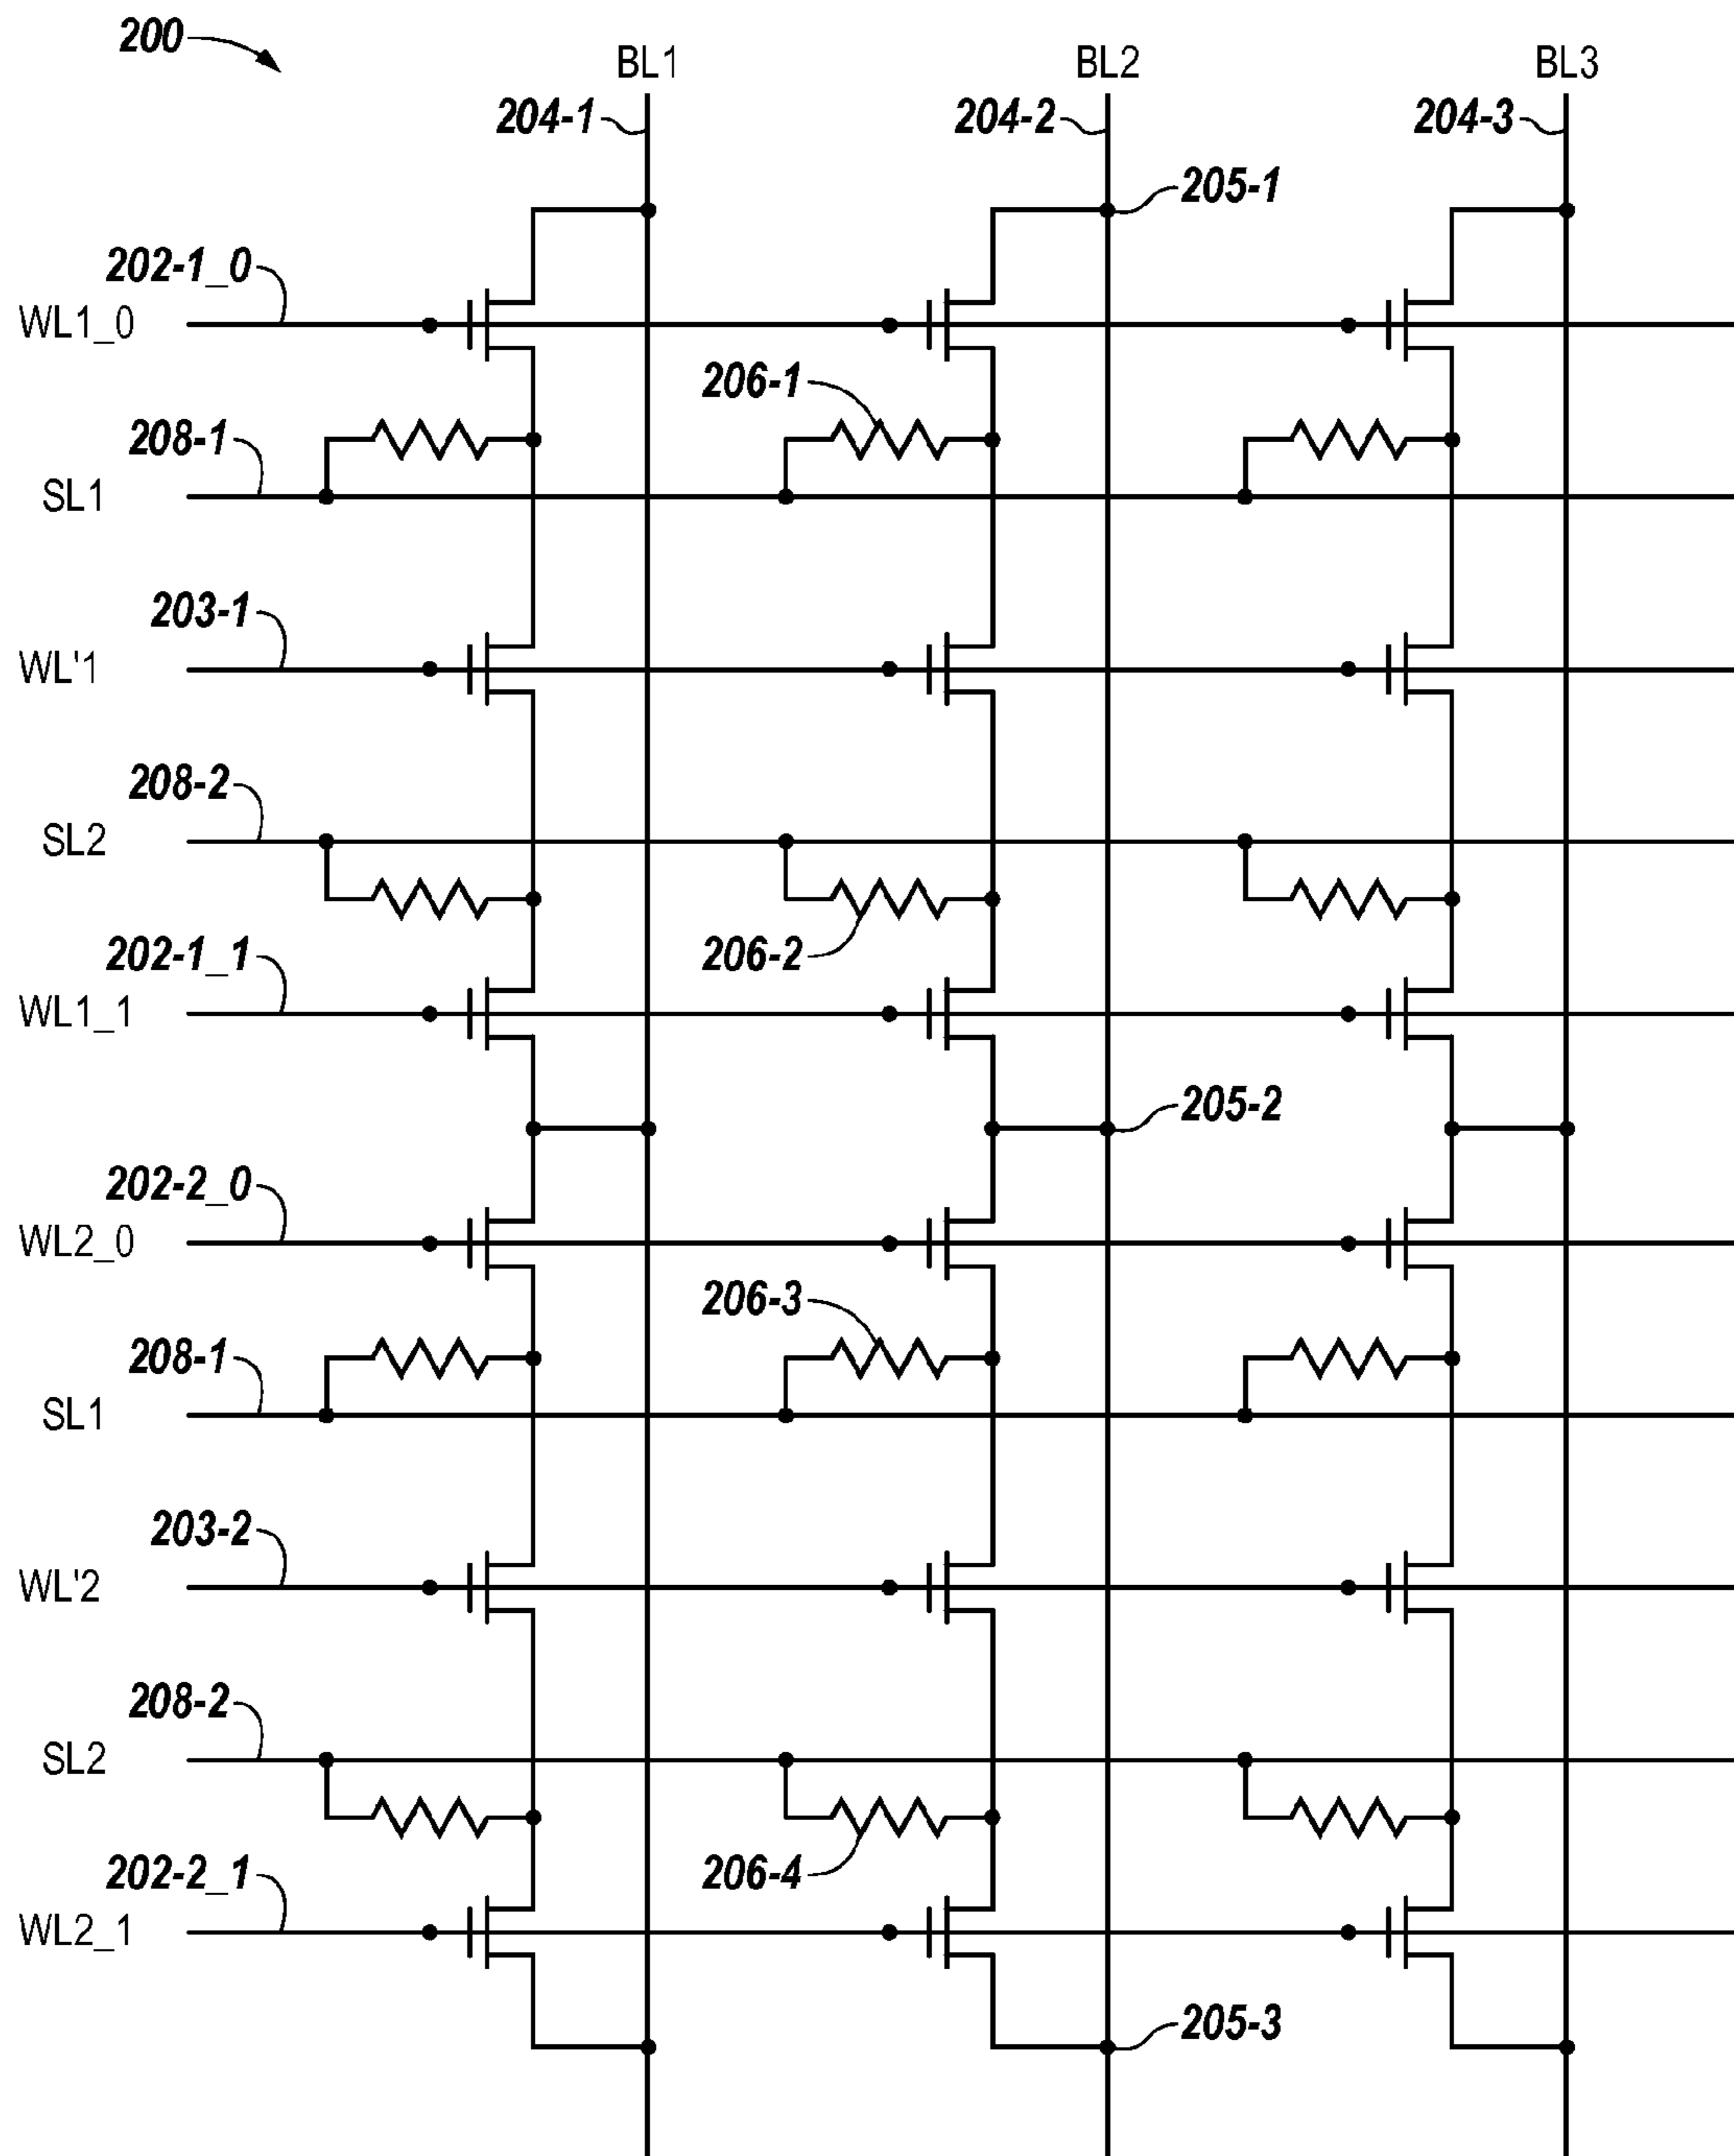 200
BL1
BL2
BL3
204-1
204-2
204-3
205-1
202-1_0
WL1_0
206-1
208-1
SL1
203-1
WL'1
208-2
SL2
206-2
202-1_1
WL1_1
205-2
202-2_0
WL2_0
206-3
208-1
SL1
203-2
WL'2
208-2
SL2
206-4
202-2_1
WL2_1
205-3